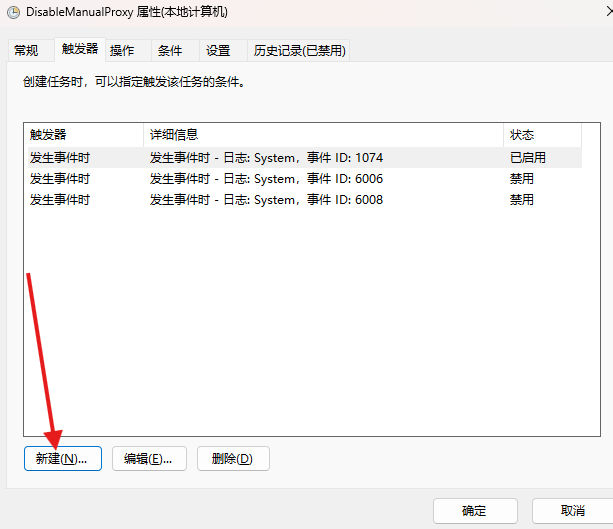 DisableManualProxy 属性(本地计算机)
常规 触发器 操作 条件 设置 历史记录(已禁用)
创建任务时，可以指定触发该任务的条件。
触发器 详细信息 状态
发生事件时 发生事件时 - 日志: System，事件 ID: 1074 已启用
发生事件时 发生事件时 - 日志: System，事件 ID: 6006 禁用
发生事件时 发生事件时 - 日志: System，事件 ID: 6008 禁用
新建(N)... 编辑(E)... 删除(D)
确定 取消